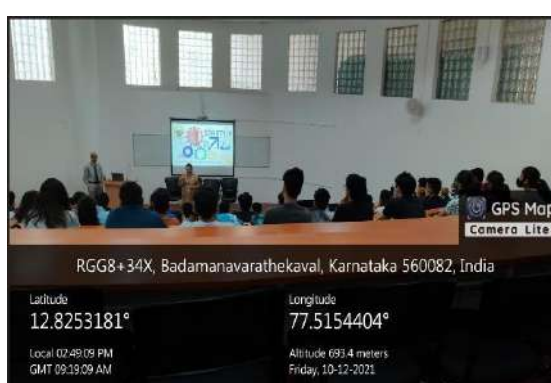 STARTUP
GPS Map
Camera Lite
RGG8+34X, Badamanavarathekaval, Karnataka 560082, India
Latitude
12.8253181°
Longitude
77.5154404°
Local 02:49:09 PM
GMT 09:19:09 AM
Altitude 693.4 meters
Friday, 10-12-2021